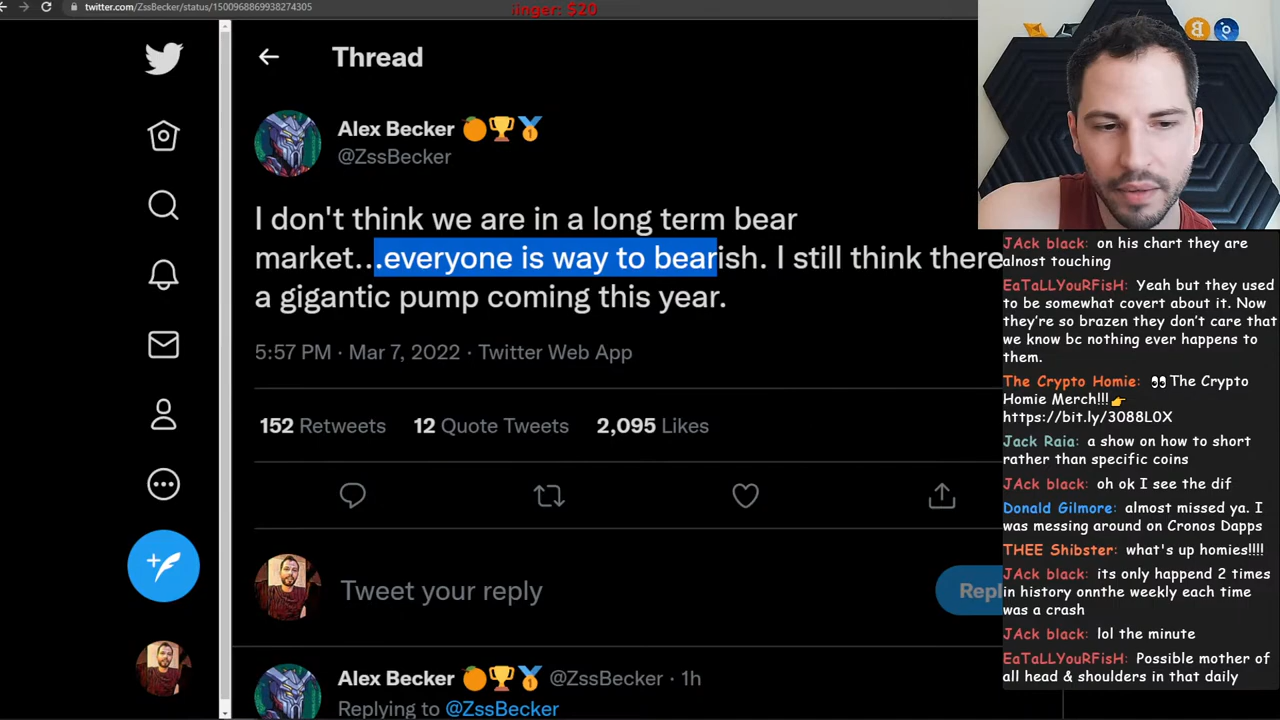 twitter.com/ZssBecker/status/1500968869938274305
inger: $20
Thread
Alex Becker
@ZssBecker
I don't think we are in a long term bear
market....everyone is way to bearish. I still think there
a gigantic pump coming this year.
5:57 PM · Mar 7, 2022 · Twitter Web App
152 Retweets 12 Quote Tweets 2,095 Likes
Tweet your reply
Repl
Alex Becker @ZssBecker · 1h
Replying to @ZssBecker
JAck black: on his chart they are
almost touching
EaTaLLYouRFisH: Yeah but they used
to be somewhat covert about it. Now
they're so brazen they don't care that
we know bc nothing ever happens to
them.
The Crypto Homie: 👀The Crypto
Homie Merch!!!👉
https://bit.ly/3088L0X
Jack Raia: a show on how to short
rather than specific coins
JAck black: oh ok I see the dif
Donald Gilmore: almost missed ya. I
was messing around on Cronos Dapps
THEE Shibster: what's up homies!!!!
JAck black: its only happend 2 times
in history onnthe weekly each time
was a crash
JAck black: lol the minute
EaTaLLYouRFisH: Possible mother of
all head & shoulders in that daily